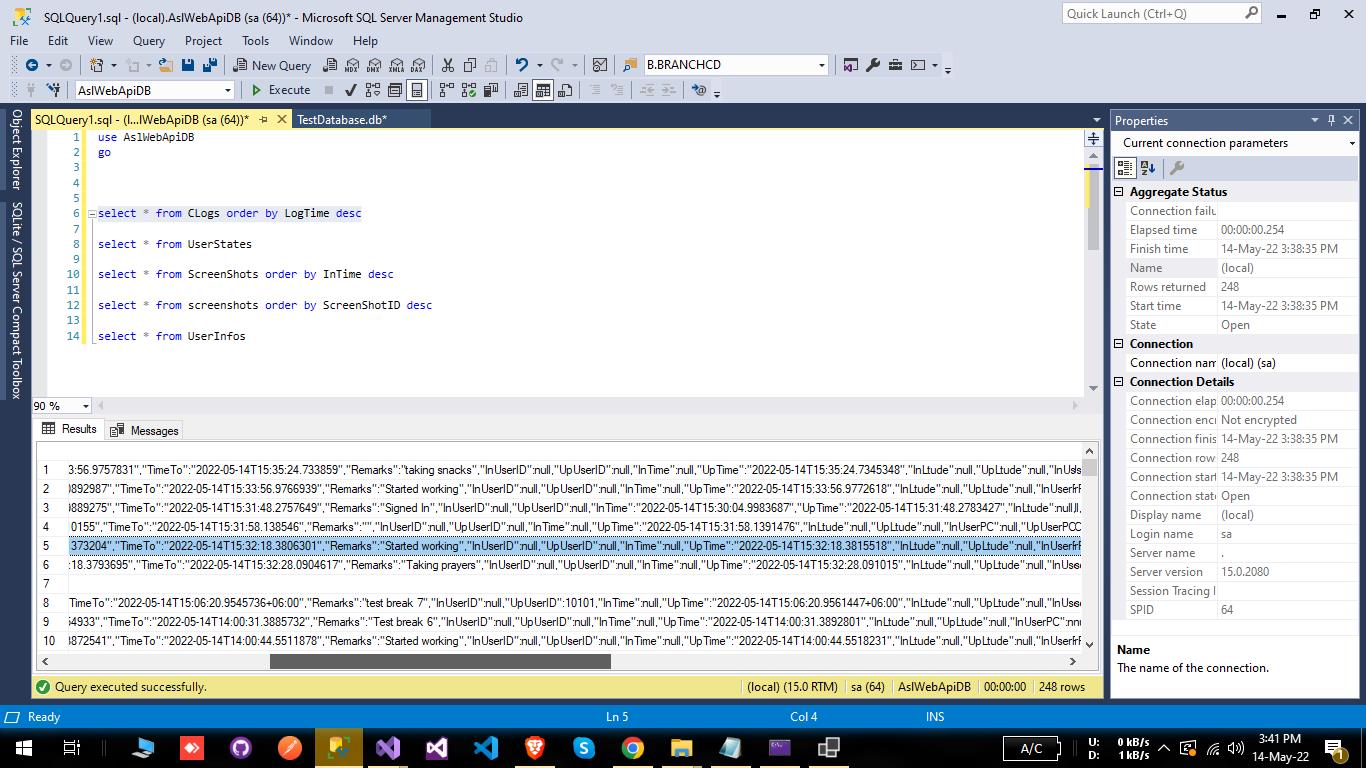 SQLQuery1.sql - (local).AslWebApiDB (sa (64))* - Microsoft SQL Server Management Studio
Quick Launch (Ctrl+Q)
File Edit View Query Project Tools Window Help
New Query MDX DMX XMLA DAX B.BRANCHCD
AslWebApiDB Execute
SQLQuery1.sql - (l...lWebApiDB (sa (64))* TestDatabase.db*
Object Explorer
SQLite / SQL Server Compact Toolbox
1 use AslWebApiDB
2 go
3
4
5
6 select * from CLogs order by LogTime desc
7
8 select * from UserStates
9
10 select * from ScreenShots order by InTime desc
11
12 select * from screenshots order by ScreenShotID desc
13
14 select * from UserInfos
90 %
Results Messages
1 3:56.9757831","TimeTo":"2022-05-14T15:35:24.733859","Remarks":"taking snacks","InUserID":null,"UpUserID":null,"InTime":null,"UpTime":"2022-05-14T15:35:24.7345348","InLtude":null,"UpLtude":null,"InUse
2 892987","TimeTo":"2022-05-14T15:33:56.9766939","Remarks":"Started working","InUserID":null,"UpUserID":null,"InTime":null,"UpTime":"2022-05-14T15:33:56.9772618","InLtude":null,"UpLtude":null,"InUser
3 889275","TimeTo":"2022-05-14T15:31:48.2757649","Remarks":"Signed In","InUserID":null,"UpUserID":null,"InTime":"2022-05-14T15:30:04.9983687","UpTime":"2022-05-14T15:31:48.2783427","InLtude":null,
4 0155","TimeTo":"2022-05-14T15:31:58.138546","Remarks":"","InUserID":null,"UpUserID":null,"InTime":null,"UpTime":"2022-05-14T15:31:58.1391476","InLtude":null,"UpLtude":null,"InUserPC":null,"UpUserPC
5 373204","TimeTo":"2022-05-14T15:32:18.3806301","Remarks":"Started working","InUserID":null,"UpUserID":null,"InTime":null,"UpTime":"2022-05-14T15:32:18.3815518","InLtude":null,"UpLtude":null,"InUser
6 :18.3793695","TimeTo":"2022-05-14T15:32:28.0904617","Remarks":"Taking prayers","InUserID":null,"UpUserID":null,"InTime":null,"UpTime":"2022-05-14T15:32:28.091015","InLtude":null,"UpLtude":null,"InUse
7
8 TimeTo":"2022-05-14T15:06:20.9545736+06:00","Remarks":"test break 7","InUserID":null,"UpUserID":10101,"InTime":null,"UpTime":"2022-05-14T15:06:20.9561447+06:00","InLtude":null,"UpLtude":null
9 54933","TimeTo":"2022-05-14T14:00:31.3885732","Remarks":"Test break 6","InUserID":null,"UpUserID":null,"InTime":null,"UpTime":"2022-05-14T14:00:31.3892801","InLtude":null,"UpLtude":null,"InUserPC":
10 3872541","TimeTo":"2022-05-14T14:00:44.5511878","Remarks":"Started working","InUserID":null,"UpUserID":null,"InTime":null,"UpTime":"2022-05-14T14:00:44.5518231","InLtude":null,"UpLtude":null,"InUser
Query executed successfully. (local) (15.0 RTM) sa (64) AslWebApiDB 00:00:00 248 rows
Properties
Current connection parameters
Aggregate Status
Connection failu
Elapsed time 00:00:00.254
Finish time 14-May-22 3:38:35 PM
Name (local)
Rows returned 248
Start time 14-May-22 3:38:35 PM
State Open
Connection
Connection nam (local) (sa)
Connection Details
Connection elap 00:00:00.254
Connection encr Not encrypted
Connection finis 14-May-22 3:38:35 PM
Connection row 248
Connection start 14-May-22 3:38:35 PM
Connection state Open
Display name (local)
Login name sa
Server name .
Server version 15.0.2080
Session Tracing I
SPID 64
Name
The name of the connection.
Ready Ln 5 Col 4 INS
A/C
U: 0 kB/s
D: 1 kB/s
3:41 PM
14-May-22
1